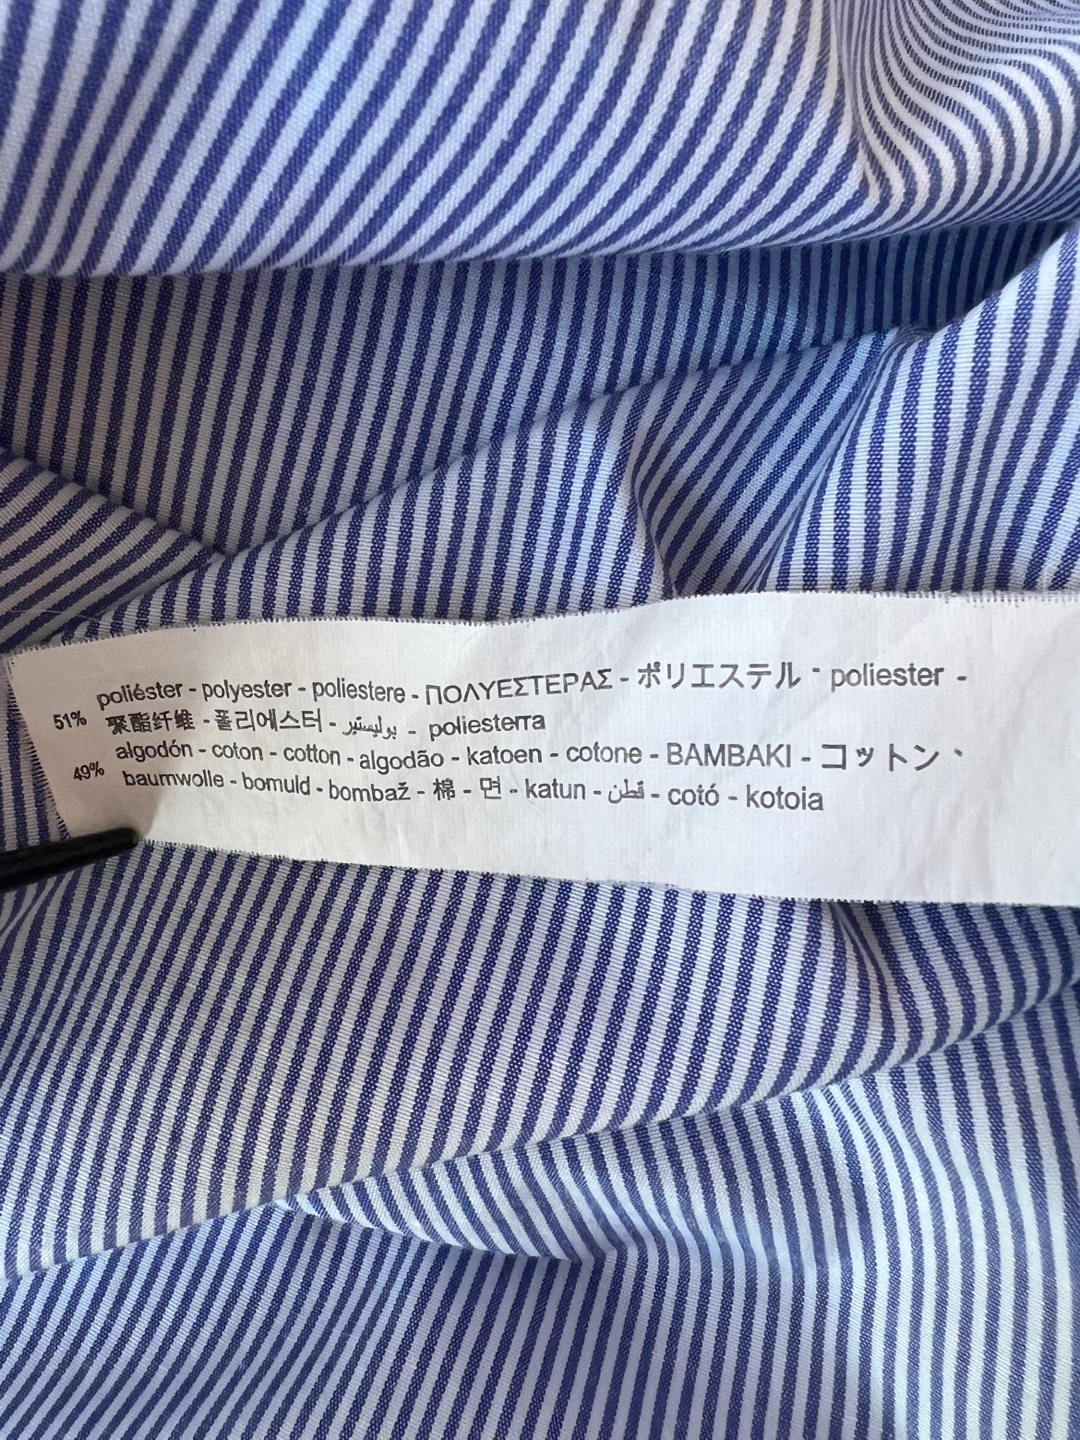 51% poliéster - polyester - poliestere - ΠΟΛΥΕΣΤΕΡΑΣ - ポリエステル - poliester -
聚酯纤维 - 폴리에스터 - بوليستير - poliesterra
49% algodón - coton - cotton - algodão - katoen - cotone - BAMBAKI - コットン -
baumwolle - bomuld - bombaž - 棉 - 면 - katun - قطن - cotó - kotoia